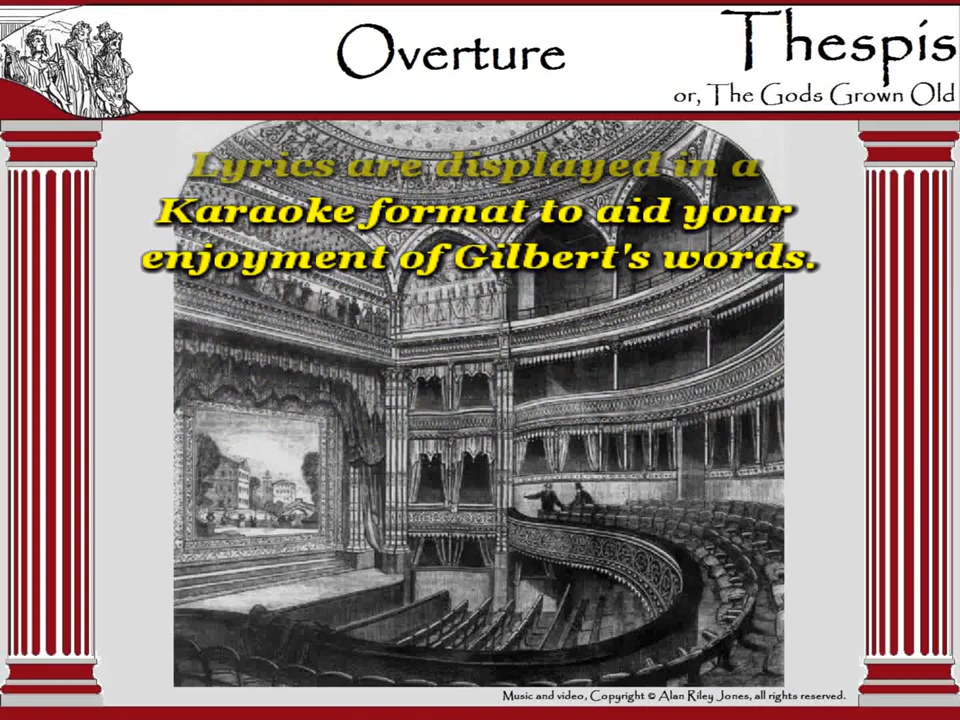 Overture
Thespis
or, The Gods Grown Old
Lyrics are displayed in a
Karaoke format to aid your
enjoyment of Gilbert's words.
Music and video, Copyright © Alan Riley Jones, all rights reserved.